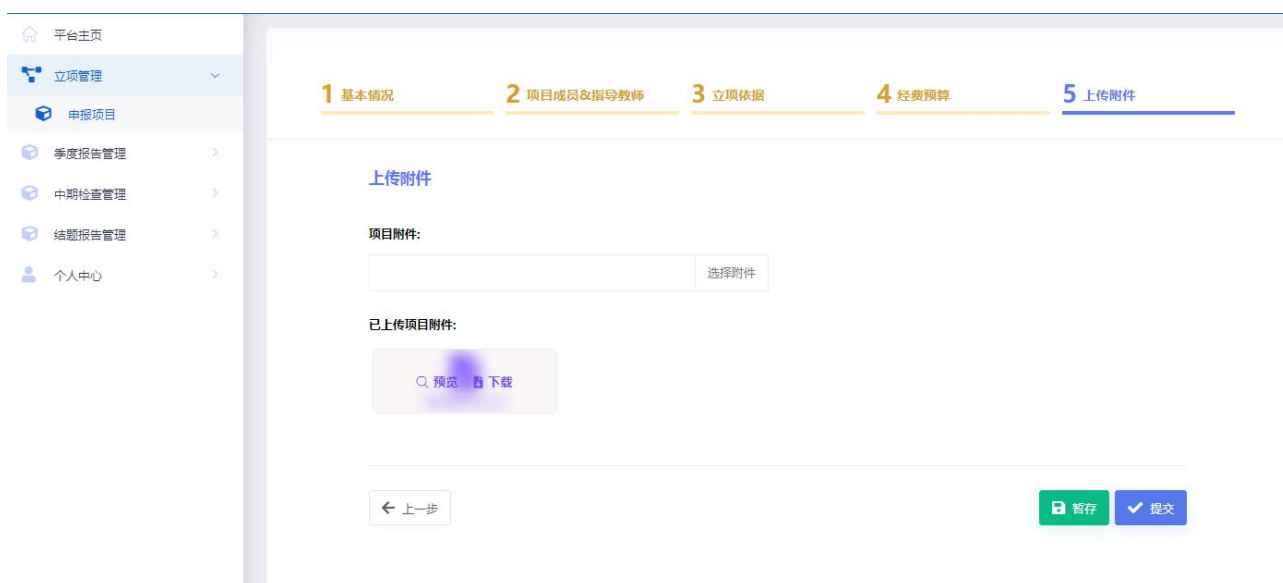 平台主页
立项管理
申报项目
季度报告管理
中期检查管理
结题报告管理
个人中心
1 基本情况
2 项目成员&指导教师
3 立项依据
4 经费预算
5 上传附件
上传附件
项目附件:
选择附件
已上传项目附件:
预览 下载
上一步
暂存
提交